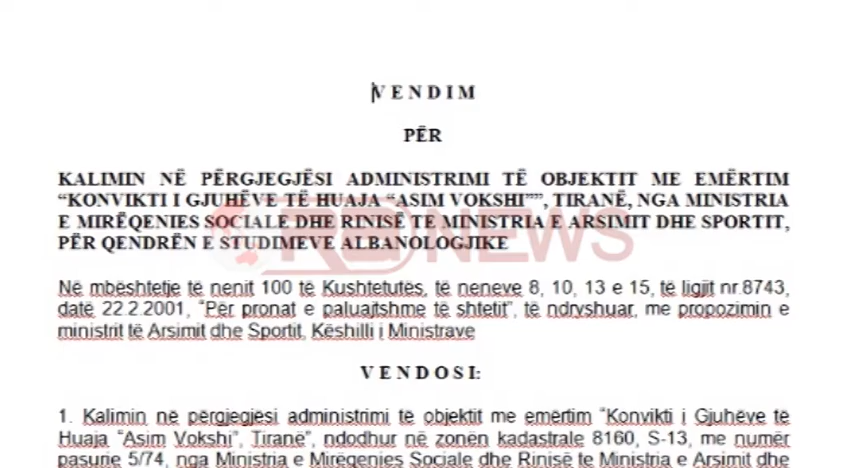 VENDIM
PËR
KALIMIN NË PËRGJEGJËSI ADMINISTRIMI TË OBJEKTIT ME EMËRTIM
“KONVIKTI I GJUHËVE TË HUAJA “ASIM VOKSHI””, TIRANË, NGA MINISTRIA
E MIRËQENIES SOCIALE DHE RINISË TE MINISTRIA E ARSIMIT DHE SPORTIT,
PËR QENDRËN E STUDIMEVE ALBANOLOGJIKE
NEWS
Në mbështetje të nenit 100 të Kushtetutës, të neneve 8, 10, 13 e 15, të ligjit nr.8743,
datë 22.2.2001, “Për pronat e paluajtshme të shtetit”, të ndryshuar, me propozimin e
ministrit të Arsimit dhe Sportit, Këshilli i Ministrave
VENDOSI:
1. Kalimin në përgjegjësi administrimi të objektit me emërtim “Konvikti i Gjuhëve të
Huaja “Asim Vokshi”, Tiranë”, ndodhur në zonën kadastrale 8160, S-13, me numër
pasurie 5/74, nga Ministria e Mirëqenies Sociale dhe Rinisë te Ministria e Arsimit dhe